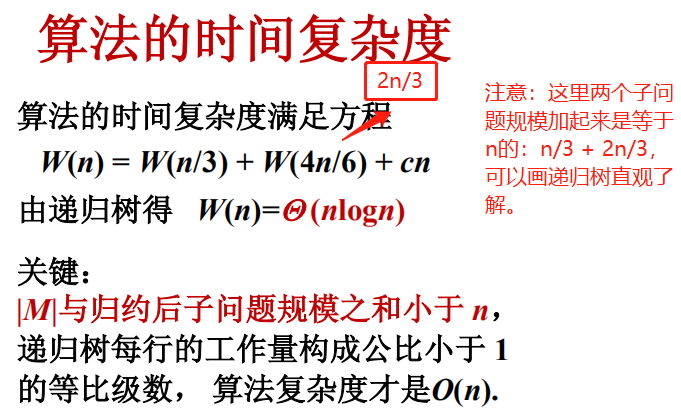 算法的时间复杂度
2n/3
算法的时间复杂度满足方程
W(n) = W(n/3) + W(4n/6) + cn
由递归树得 W(n)=Θ(nlogn)
注意：这里两个子问
题规模加起来是等于
n的：n/3 + 2n/3，
可以画递归树直观了
解。
关键：
|M|与归约后子问题规模之和小于 n，
递归树每行的工作量构成公比小于 1
的等比级数， 算法复杂度才是O(n).